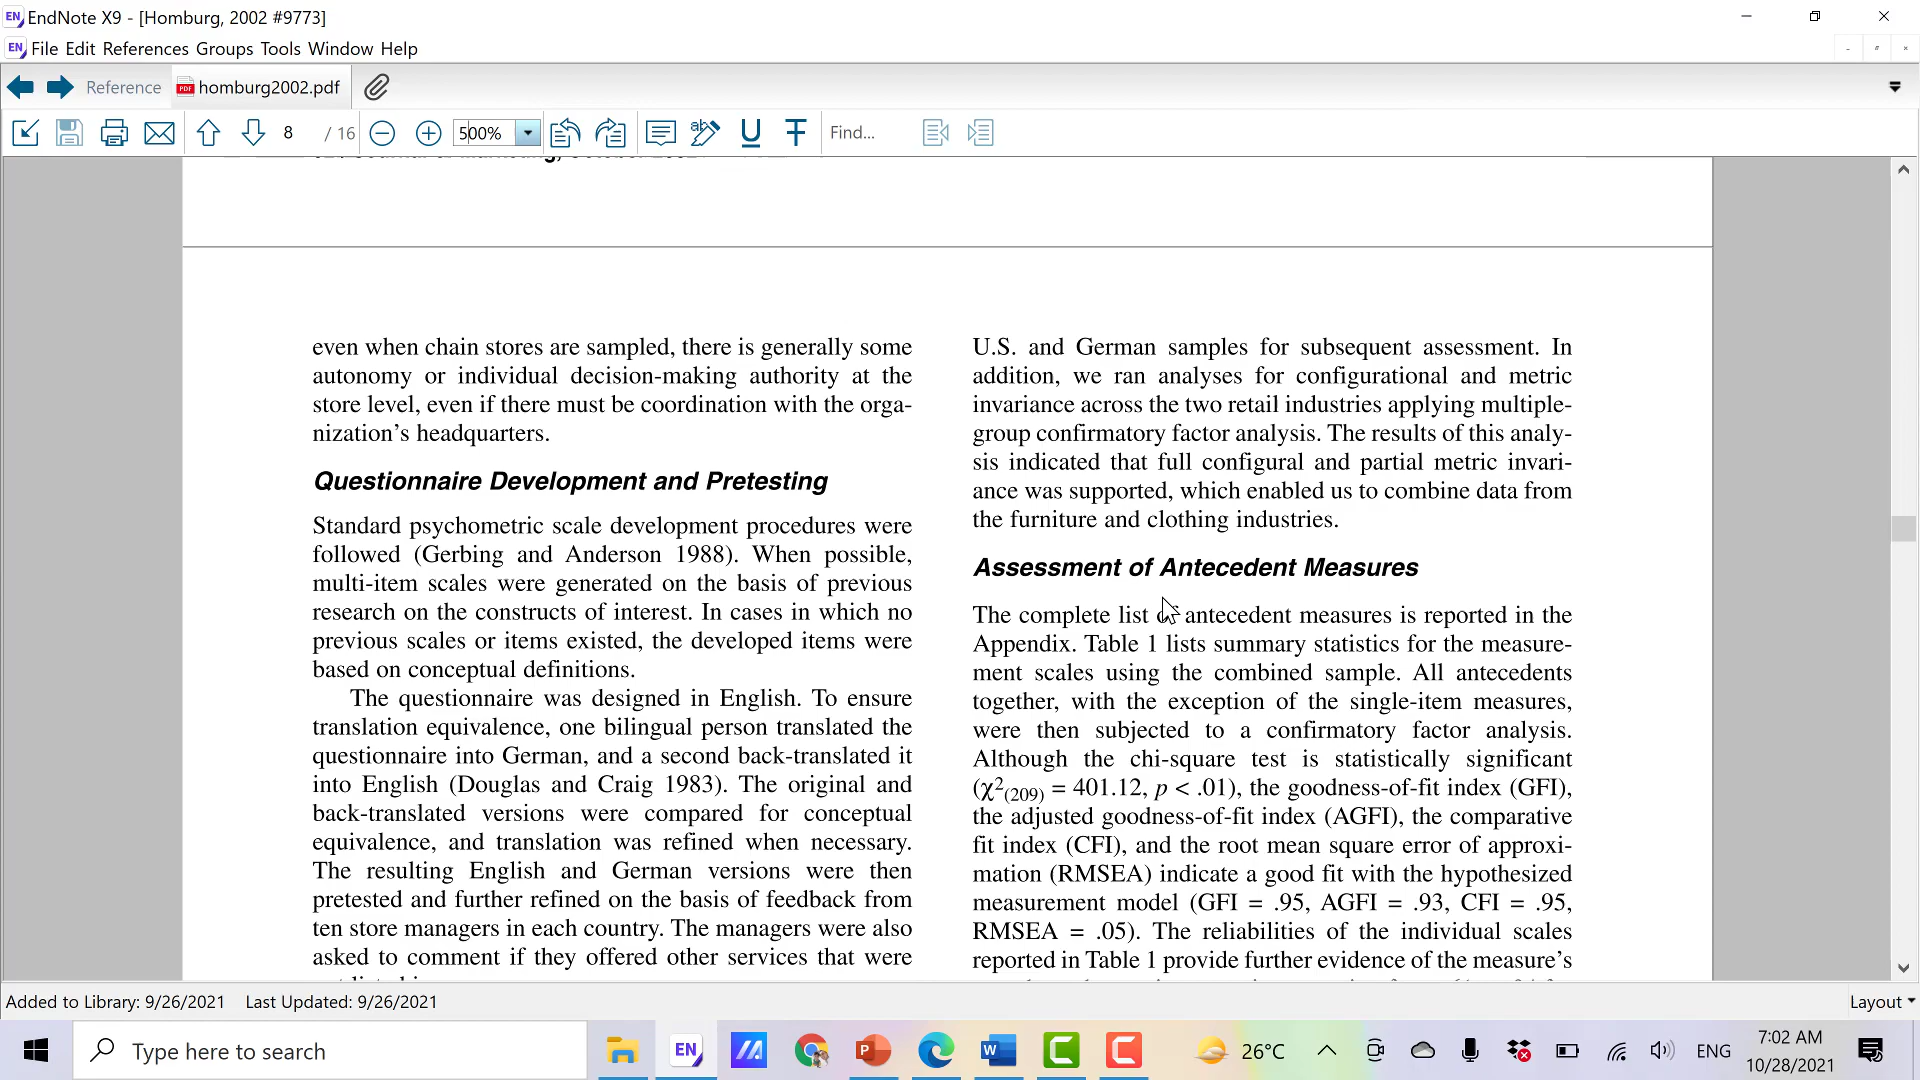 EndNote X9 - [Homburg, 2002 #9773]
File Edit References Groups Tools Window Help
Reference homburg2002.pdf
8 / 16 500% Find...
even when chain stores are sampled, there is generally some
autonomy or individual decision-making authority at the
store level, even if there must be coordination with the orga-
nization's headquarters.
Questionnaire Development and Pretesting
Standard psychometric scale development procedures were
followed (Gerbing and Anderson 1988). When possible,
multi-item scales were generated on the basis of previous
research on the constructs of interest. In cases in which no
previous scales or items existed, the developed items were
based on conceptual definitions.
The questionnaire was designed in English. To ensure
translation equivalence, one bilingual person translated the
questionnaire into German, and a second back-translated it
into English (Douglas and Craig 1983). The original and
back-translated versions were compared for conceptual
equivalence, and translation was refined when necessary.
The resulting English and German versions were then
pretested and further refined on the basis of feedback from
ten store managers in each country. The managers were also
asked to comment if they offered other services that were
U.S. and German samples for subsequent assessment. In
addition, we ran analyses for configurational and metric
invariance across the two retail industries applying multiple-
group confirmatory factor analysis. The results of this analy-
sis indicated that full configural and partial metric invari-
ance was supported, which enabled us to combine data from
the furniture and clothing industries.
Assessment of Antecedent Measures
The complete list of antecedent measures is reported in the
Appendix. Table 1 lists summary statistics for the measure-
ment scales using the combined sample. All antecedents
together, with the exception of the single-item measures,
were then subjected to a confirmatory factor analysis.
Although the chi-square test is statistically significant
(χ2(209) = 401.12, p < .01), the goodness-of-fit index (GFI),
the adjusted goodness-of-fit index (AGFI), the comparative
fit index (CFI), and the root mean square error of approxi-
mation (RMSEA) indicate a good fit with the hypothesized
measurement model (GFI = .95, AGFI = .93, CFI = .95,
RMSEA = .05). The reliabilities of the individual scales
reported in Table 1 provide further evidence of the measure's
Added to Library: 9/26/2021 Last Updated: 9/26/2021
Layout
Type here to search
26°C
ENG
7:02 AM
10/28/2021